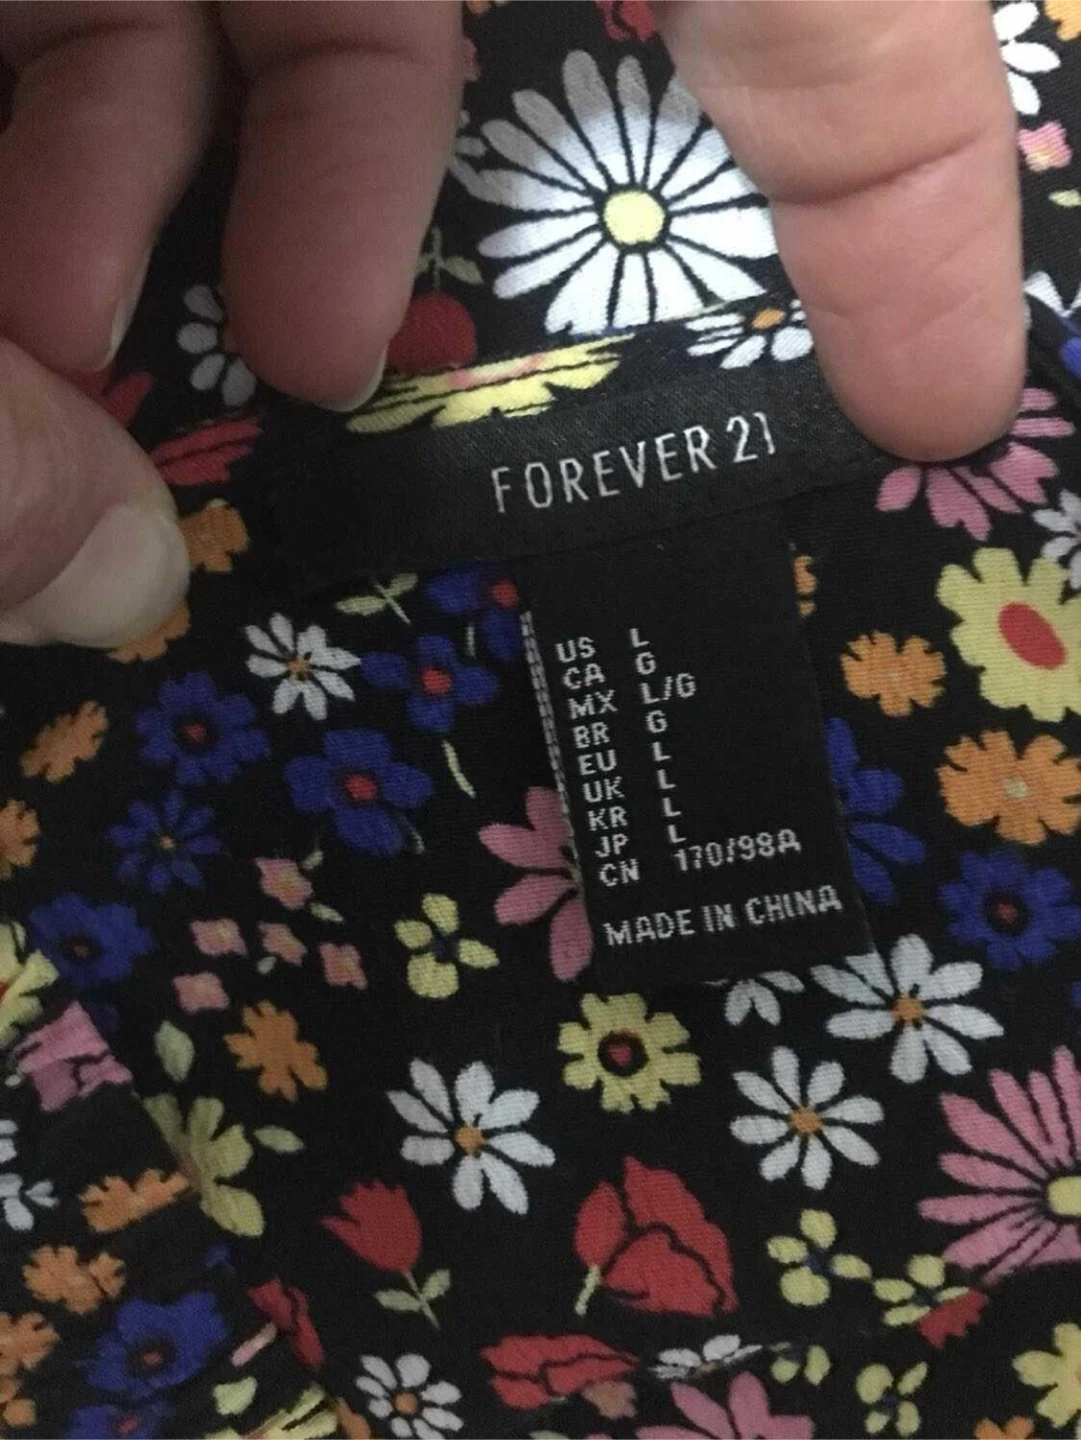 FOREVER 21
US L
CA G
MX L/G
BR G
EU L
UK L
KR L
JP L
CN 170/98A
MADE IN CHINA